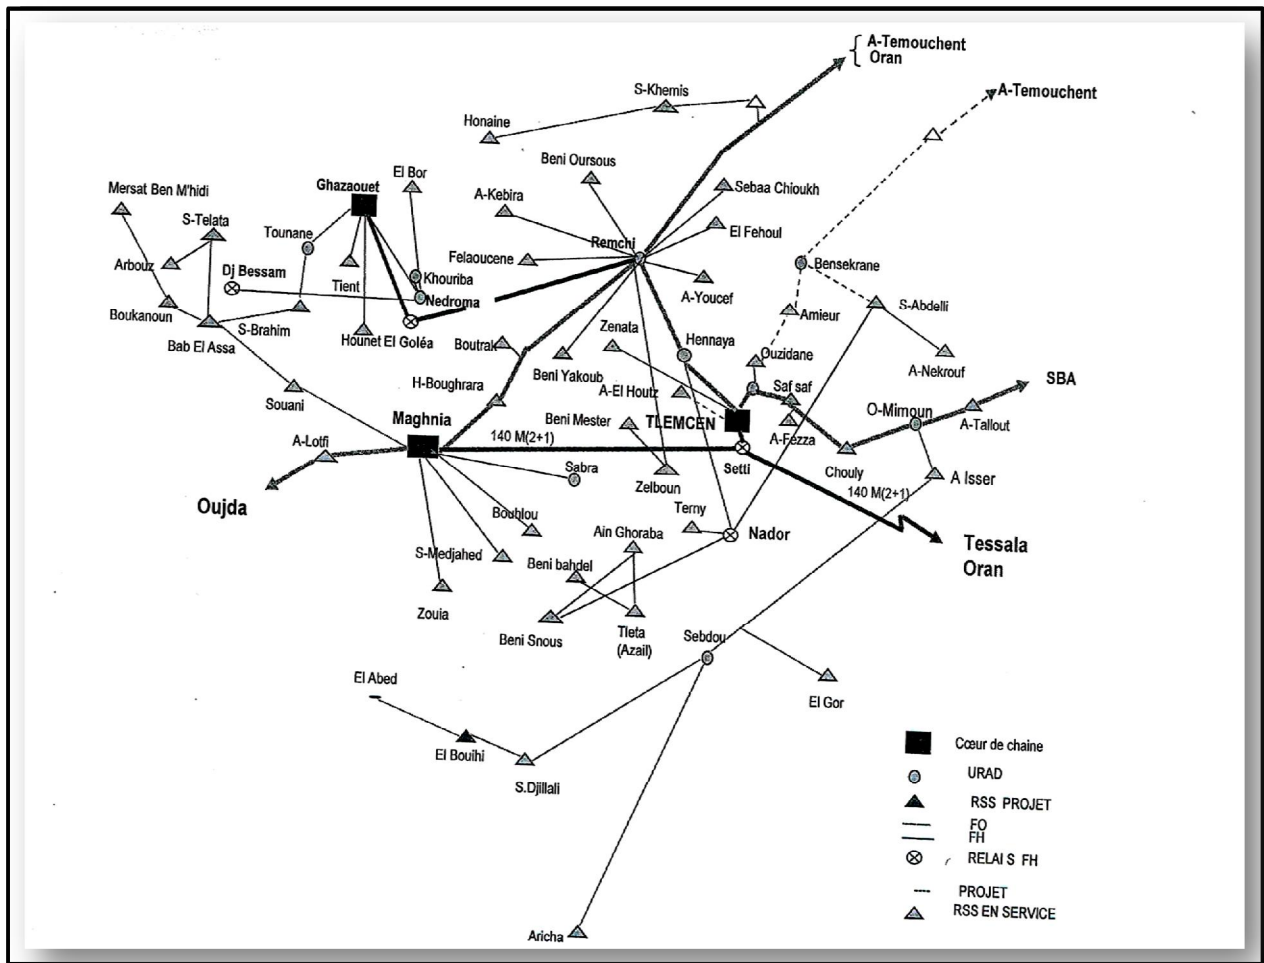 A-Temouchent
Oran
S-Khemis
A-Temouchent
Honaine
Beni Oursous
El Bor
Ghazaouet
Mersat Ben M'hidi
Sebaa Chioukh
A-Kebira
S-Telata
Tounane
El Fehoul
Remchi
Felaoucene
Arbouz
Dj Bessam
Khouriba
Bensekrane
Tient
A-Youcef
Nedroma
S-Abdelli
Boukanoun
Amieur
S-Brahim
Zenata
Hounet
El Goléa
Boutrak
Hennaya
Bab El Assa
Ouzidane
Beni Yakoub
A-Nekrouf
H-Boughrara
SBA
A-El Houtz
Saf saf
Souani
O-Mimoun
Maghnia
Beni Mester
TLEMCEN
A-Tallout
140 M(2+1)
A-Fezza
A-Lotfi
Sabra
Setti
Chouly
A Isser
Zelboun
140 M(2+1)
Oujda
Terny
Bouhlou
Ain Ghoraba
Nador
Tessala
Oran
S-Medjahed
Beni bahdel
Zouia
Beni Snous
Tleta
(Azail)
Sebdou
El Abed
El Gor
El Bouihi
S.Djillali
Aricha
Cœur de chaine
URAD
RSS PROJET
FO
FH
RELAI S FH
PROJET
RSS EN SERVICE